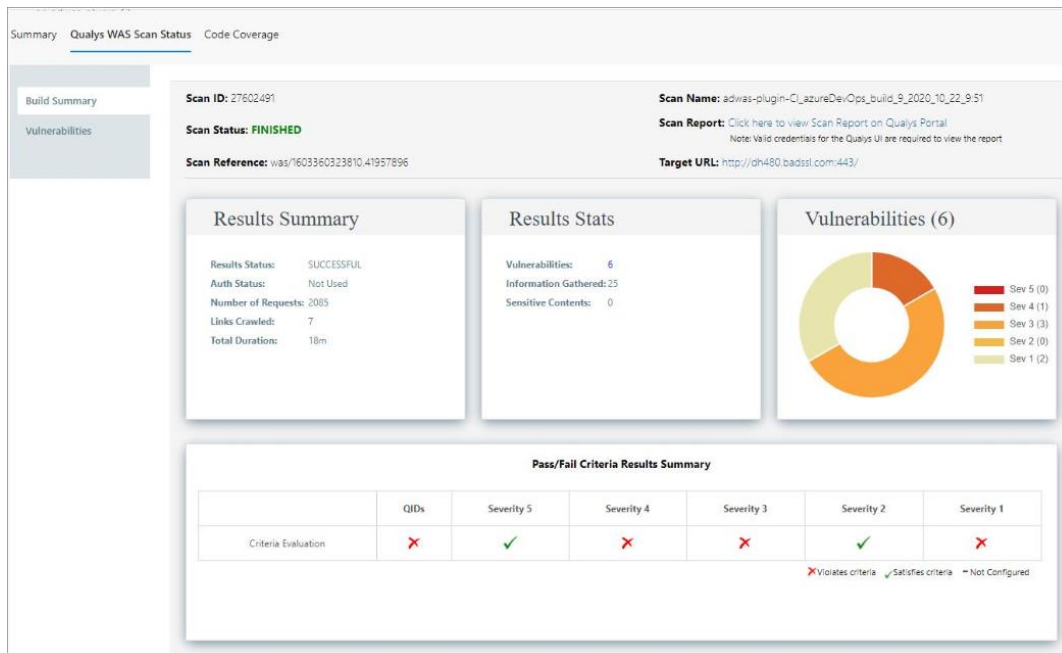 Summary Qualys WAS Scan Status Code Coverage
Build Summary
Vulnerabilities
Scan ID: 27602491
Scan Name: adwas-plugin-CI_azureDevOps_build_9_2020_10_22_9:51
Scan Status: FINISHED
Scan Report: Click here to view Scan Report on Qualys Portal
Note: Valid credentials for the Qualys UI are required to view the report
Scan Reference: was/1603360323810.41957896
Target URL: http://dh480.badssl.com:443/
Results Summary
Results Status: SUCCESSFUL
Auth Status: Not Used
Number of Requests: 2085
Links Crawled: 7
Total Duration: 18m
Results Stats
Vulnerabilities: 6
Information Gathered: 25
Sensitive Contents: 0
Vulnerabilities (6)
Sev 5 (0)
Sev 4 (1)
Sev 3 (3)
Sev 2 (0)
Sev 1 (2)
Pass/Fail Criteria Results Summary
QIDs Severity 5 Severity 4 Severity 3 Severity 2 Severity 1
Criteria Evaluation ✗ ✓ ✗ ✗ ✓ ✗
✗ Violates criteria ✓ Satisfies criteria − Not Configured